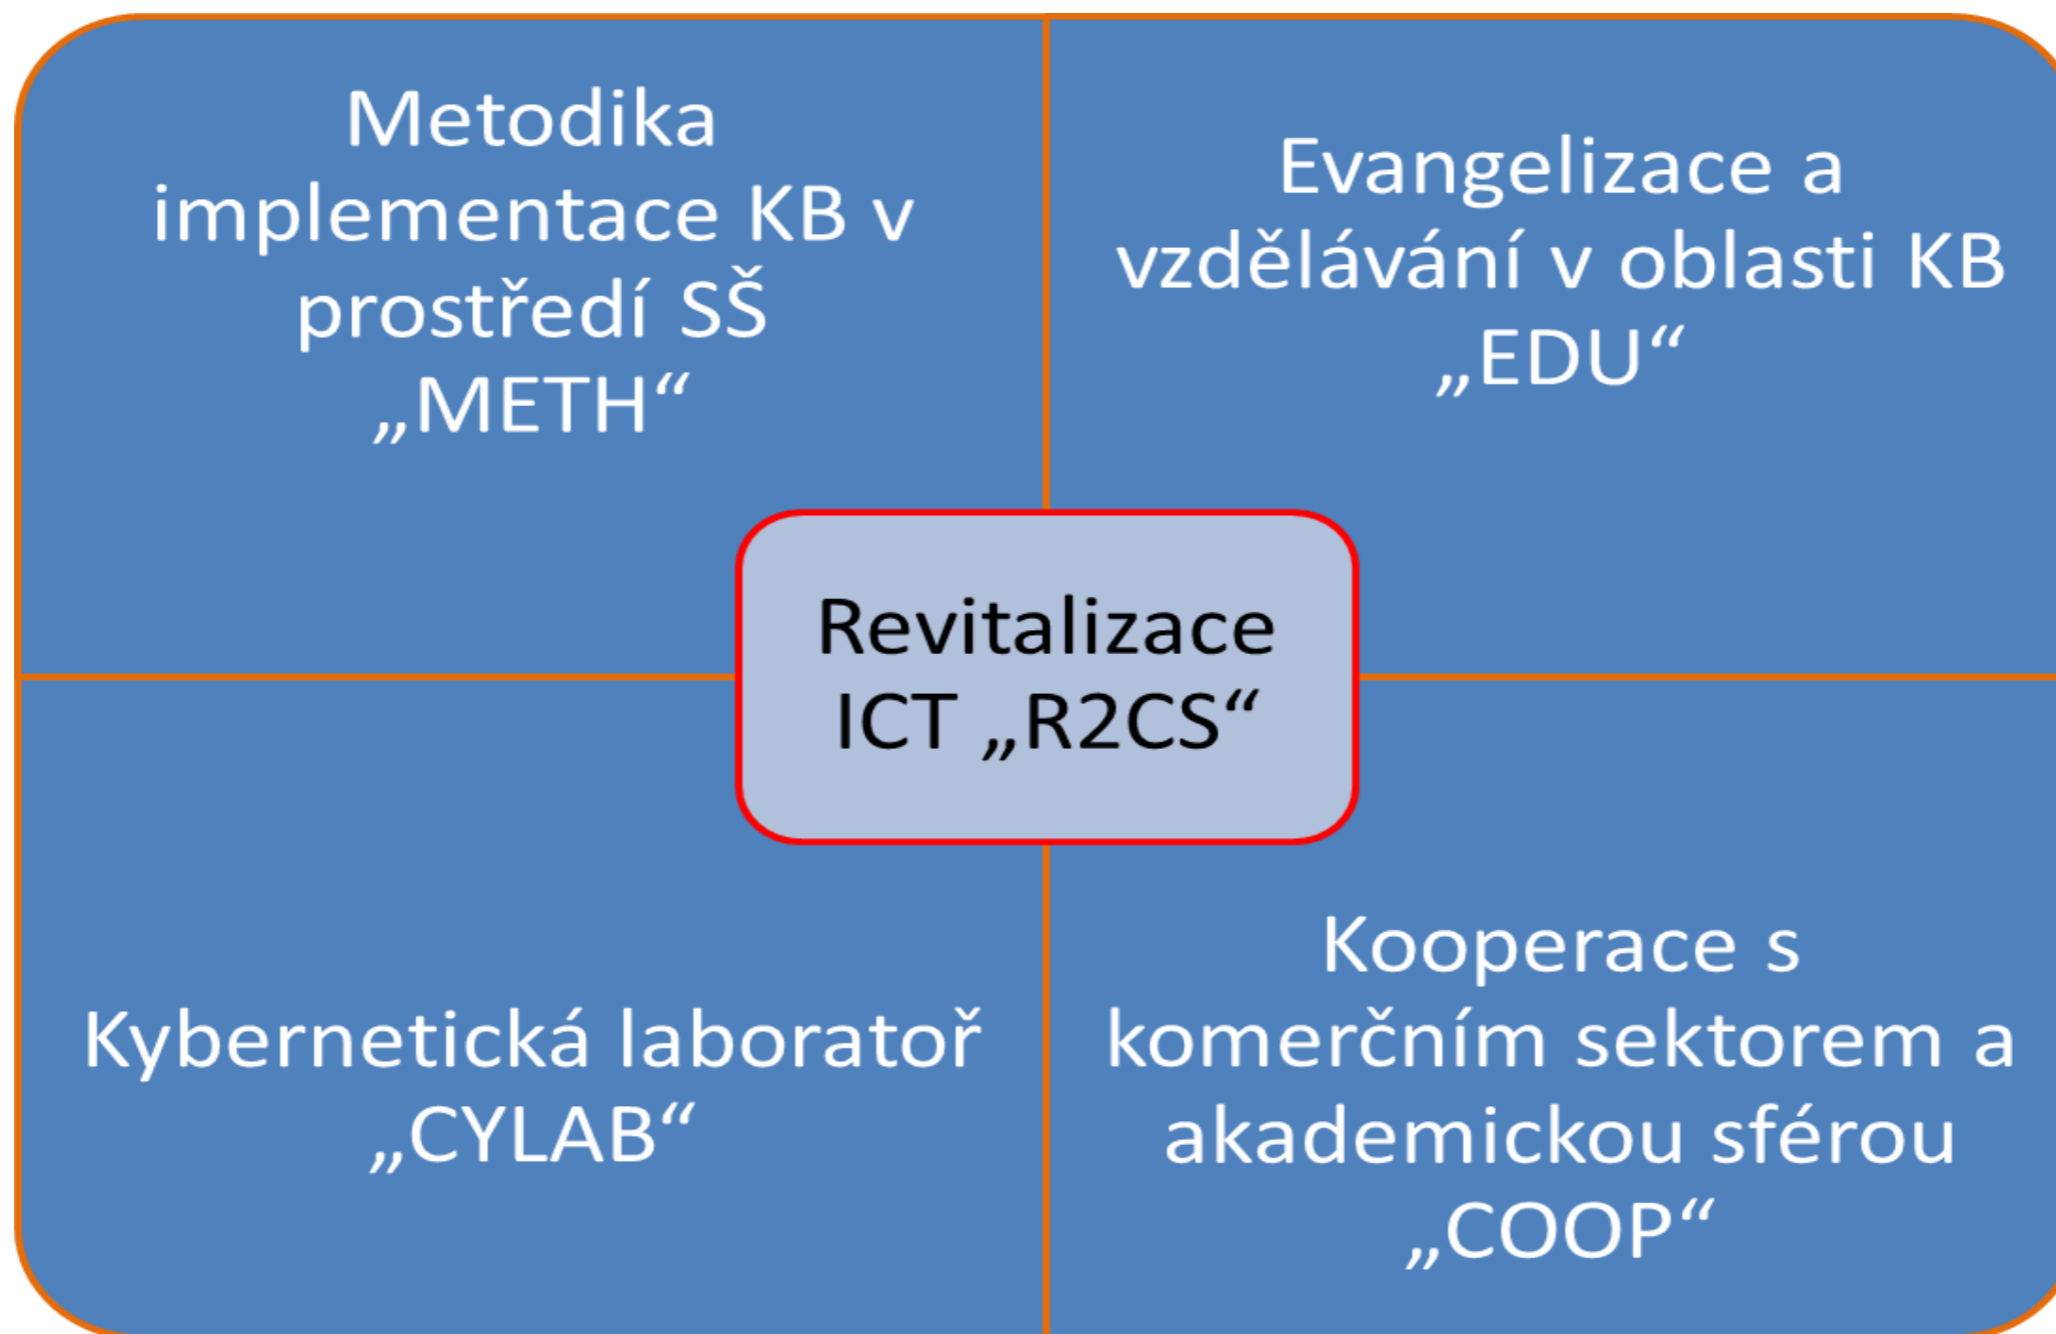 Metodika
implementace KB v
prostředí SŠ
„METH“
Evangelizace a
vzdělávání v oblasti KB
„EDU“
Revitalizace
ICT „R2CS“
Kybernetická laboratoř
„CYLAB“
Kooperace s
komerčním sektorem a
akademickou sférou
„COOP“